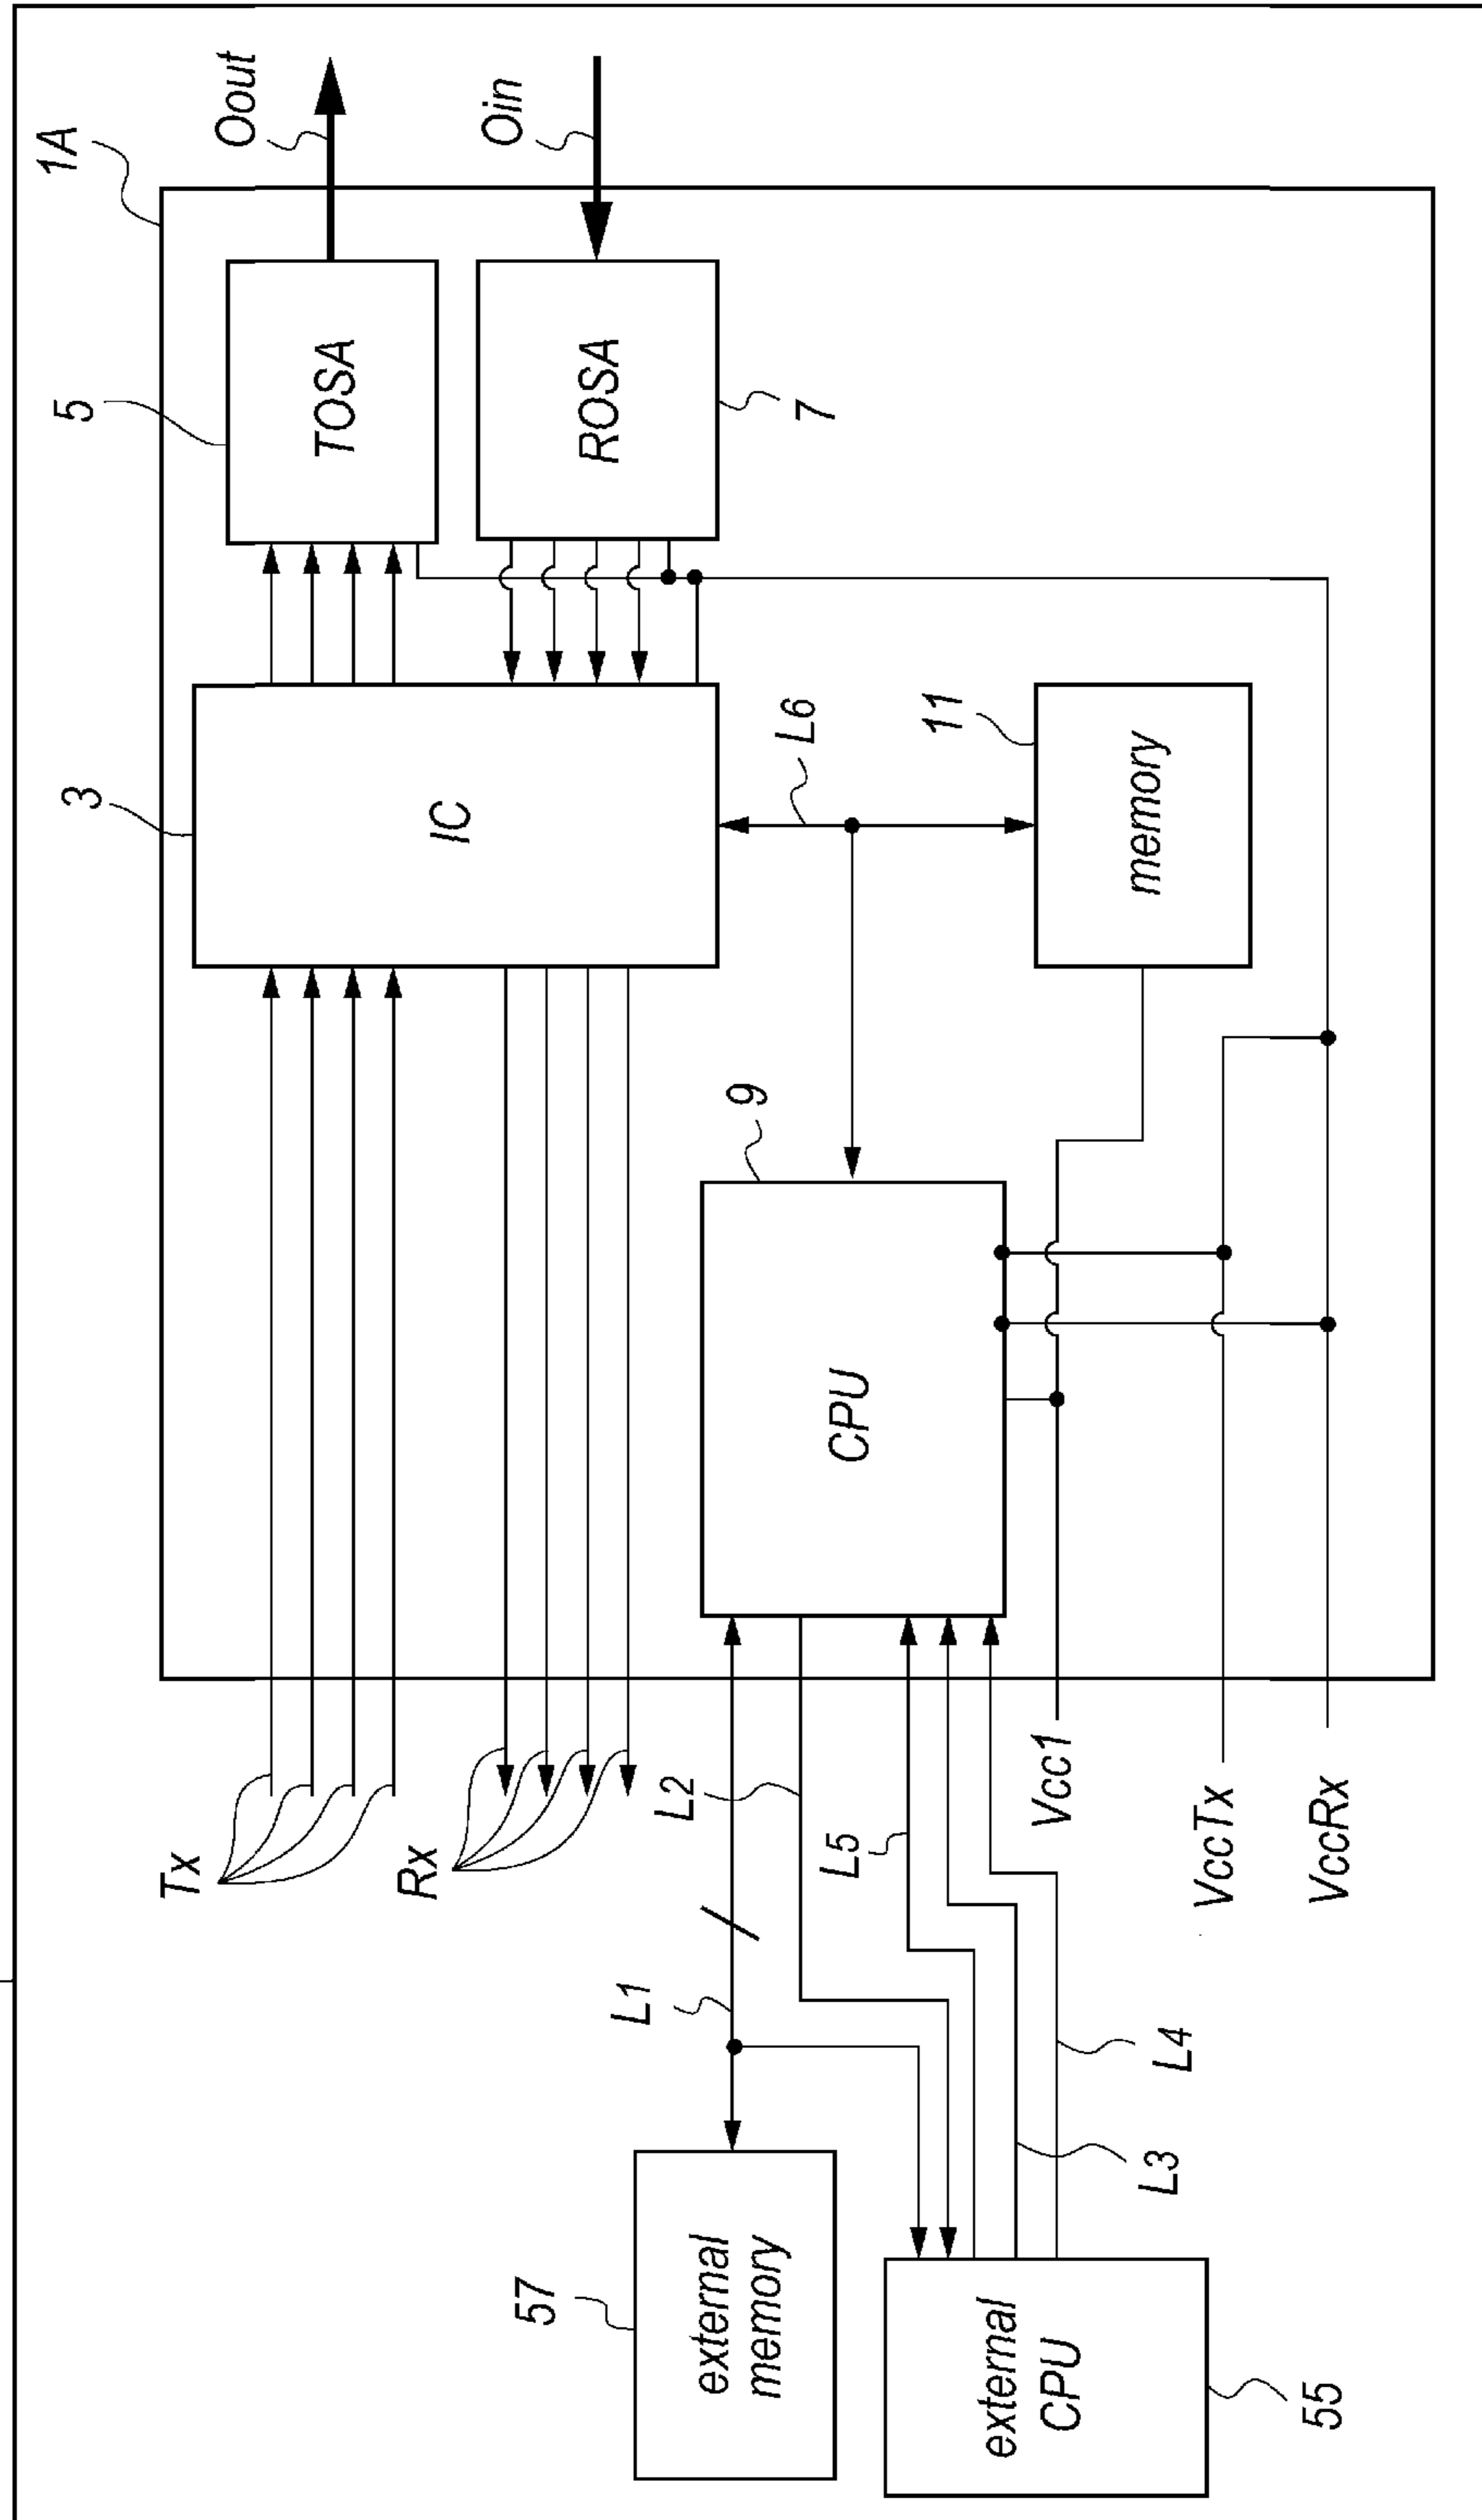 1A
5
TOSA
Oout
3
IC
Oin
ROSA
7
Tx
Rx
L6
11
memory
9
CPU
L1
L2
L5
Vcc1
VccTx
VccRx
57
external
memory
L4
L3
external
CPU
55